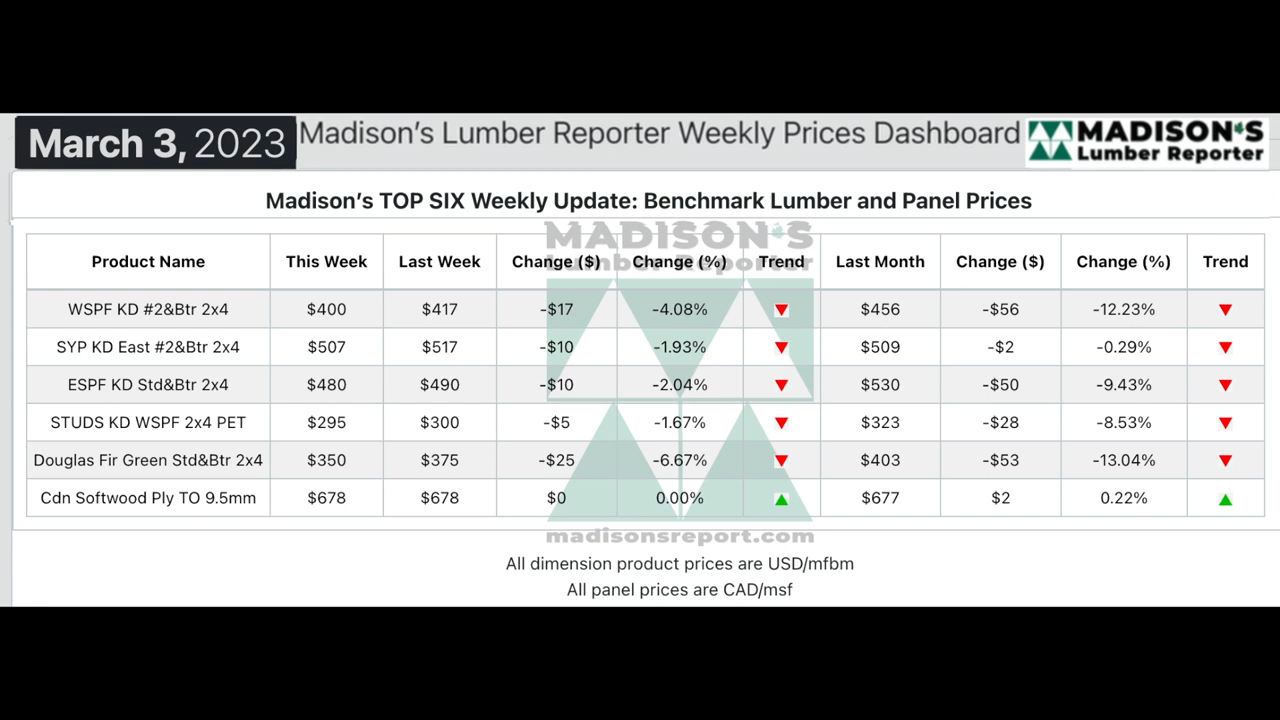 March 3, 2023 Madison's Lumber Reporter Weekly Prices Dashboard MADISON'S
Lumber Reporter
Madison's TOP SIX Weekly Update: Benchmark Lumber and Panel Prices
MADISON'S
Lumber Reporter
Product Name This Week Last Week Change ($) Change (%) Trend Last Month Change ($) Change (%) Trend
WSPF KD #2&Btr 2x4 $400 $417 -$17 -4.08% ▼ $456 -$56 -12.23% ▼
SYP KD East #2&Btr 2x4 $507 $517 -$10 -1.93% ▼ $509 -$2 -0.29% ▼
ESPF KD Std&Btr 2x4 $480 $490 -$10 -2.04% ▼ $530 -$50 -9.43% ▼
STUDS KD WSPF 2x4 PET $295 $300 -$5 -1.67% ▼ $323 -$28 -8.53% ▼
Douglas Fir Green Std&Btr 2x4 $350 $375 -$25 -6.67% ▼ $403 -$53 -13.04% ▼
Cdn Softwood Ply TO 9.5mm $678 $678 $0 0.00% ▲ $677 $2 0.22% ▲
madisonsreport.com
All dimension product prices are USD/mfbm
All panel prices are CAD/msf